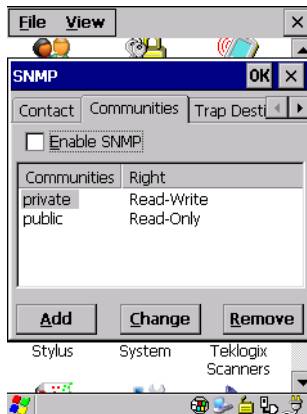 File View
SNMP OK
Contact Communities Trap Desti
Enable SNMP
Communities Right
private Read-Write
public Read-Only
Add Change Remove
Stylus System Teklogix
Scanners